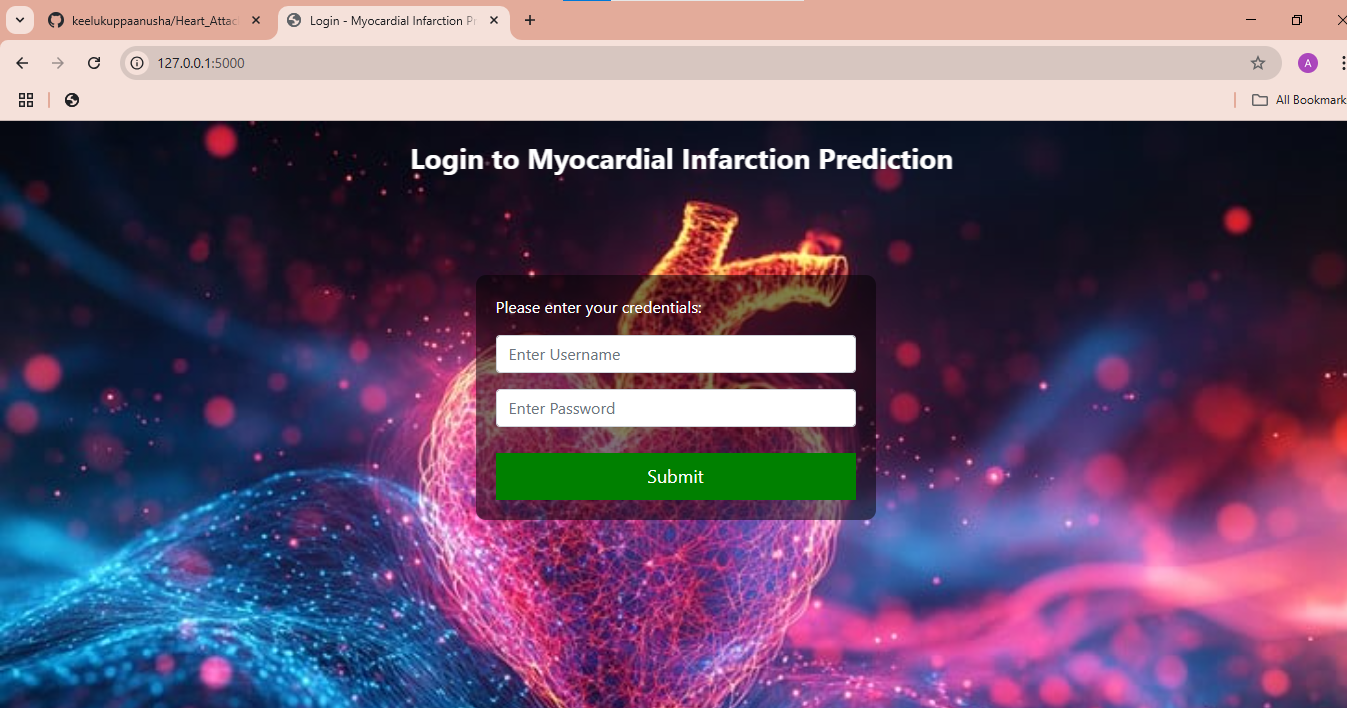 keelukuppaanusha/Heart_Attac
Login - Myocardial Infarction Pr
127.0.0.1:5000
A
All Bookmark
Login to Myocardial Infarction Prediction
Please enter your credentials:
Enter Username
Enter Password
Submit